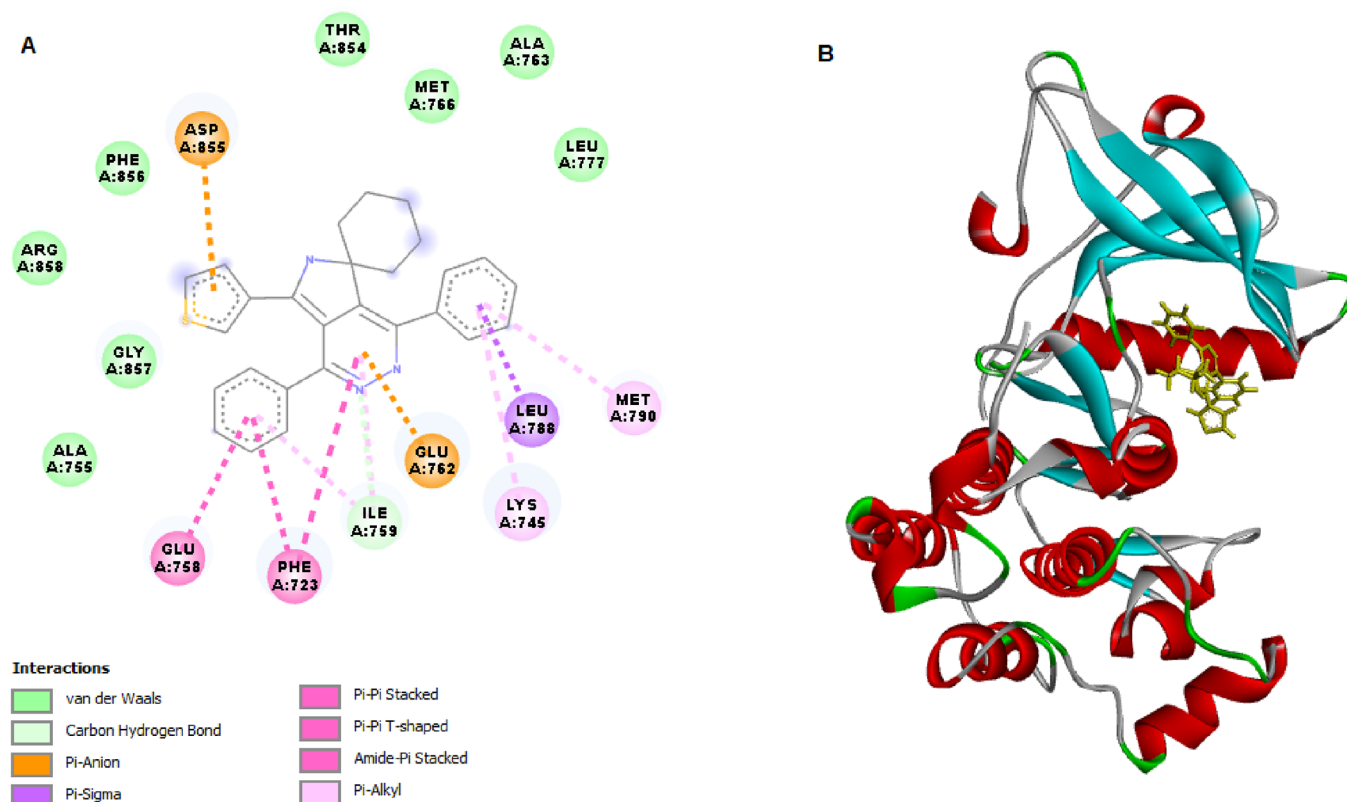 A
B
THR
A:854
ALA
A:763
MET
A:766
ASP
A:855
LEU
A:777
PHE
A:856
ARG
A:858
N
S
GLY
A:857
N
N
MET
A:790
LEU
A:788
GLU
A:762
ALA
A:755
LYS
A:745
ILE
A:759
GLU
A:758
PHE
A:723
Interactions
van der Waals
Carbon Hydrogen Bond
Pi-Anion
Pi-Sigma
Pi-Pi Stacked
Pi-Pi T-shaped
Amide-Pi Stacked
Pi-Alkyl